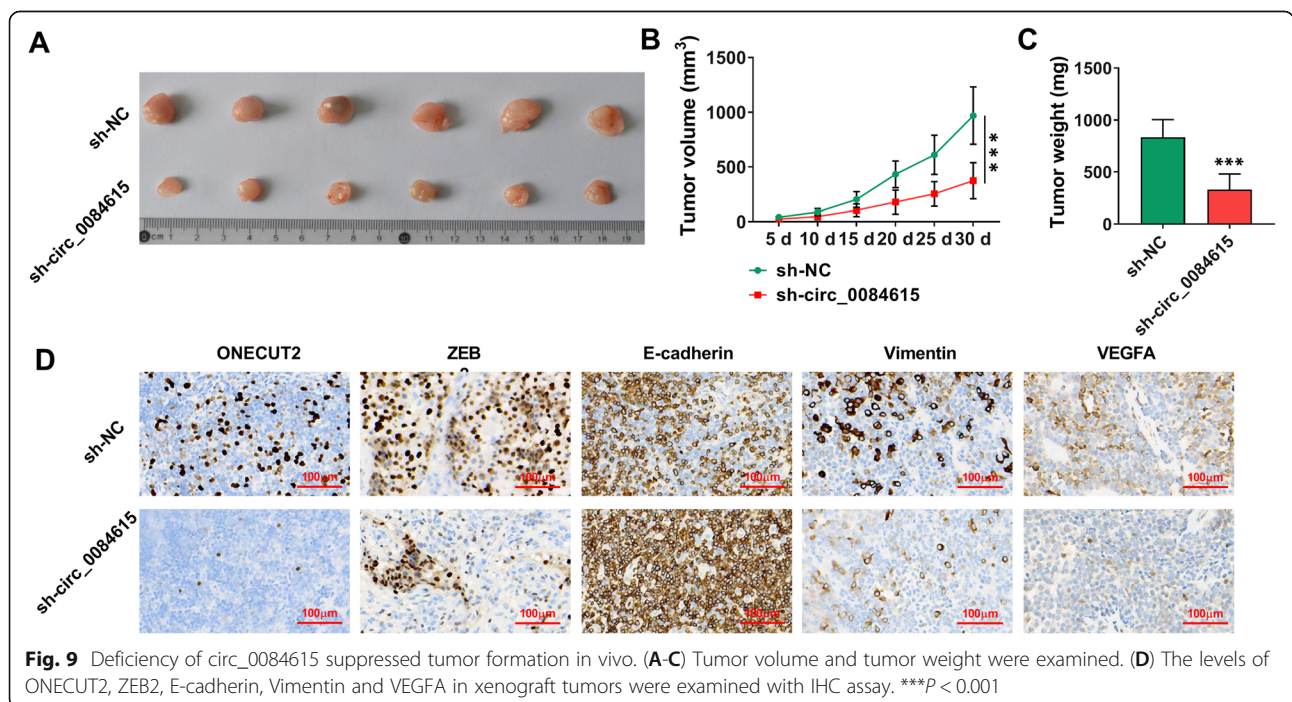 A
sh-NC
sh-circ_0084615
0 cm 1 2 3 4 5 6 7 8 9 10 11 12 13 14 15 16 17 18 19
B
Tumor volume (mm³)
1500
1000
500
0
5 d 10 d 15 d 20 d 25 d 30 d
***
sh-NC
sh-circ_0084615
C
Tumor weight (mg)
1500
1000
500
0
***
sh-NC
sh-circ_0084615
D
ONECUT2 ZEB E-cadherin Vimentin VEGFA
sh-NC
100μm 100μm 100μm 100μm 100μm
sh-circ_0084615
100μm 100μm 100μm 100μm 100μm
Fig. 9 Deficiency of circ_0084615 suppressed tumor formation in vivo. (A-C) Tumor volume and tumor weight were examined. (D) The levels of
ONECUT2, ZEB2, E-cadherin, Vimentin and VEGFA in xenograft tumors were examined with IHC assay. ***P < 0.001